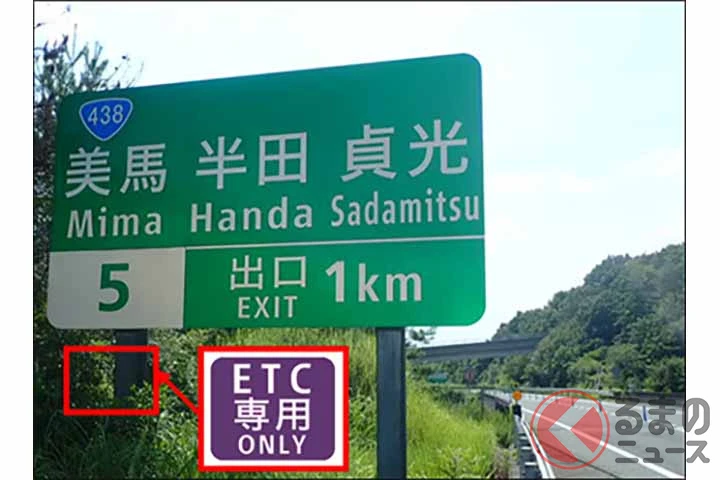 438
美馬 半田 貞光
Mima Handa Sadamitsu
5
出口 1km
EXIT
ETC
専用
ONLY
くるまの
ニュース